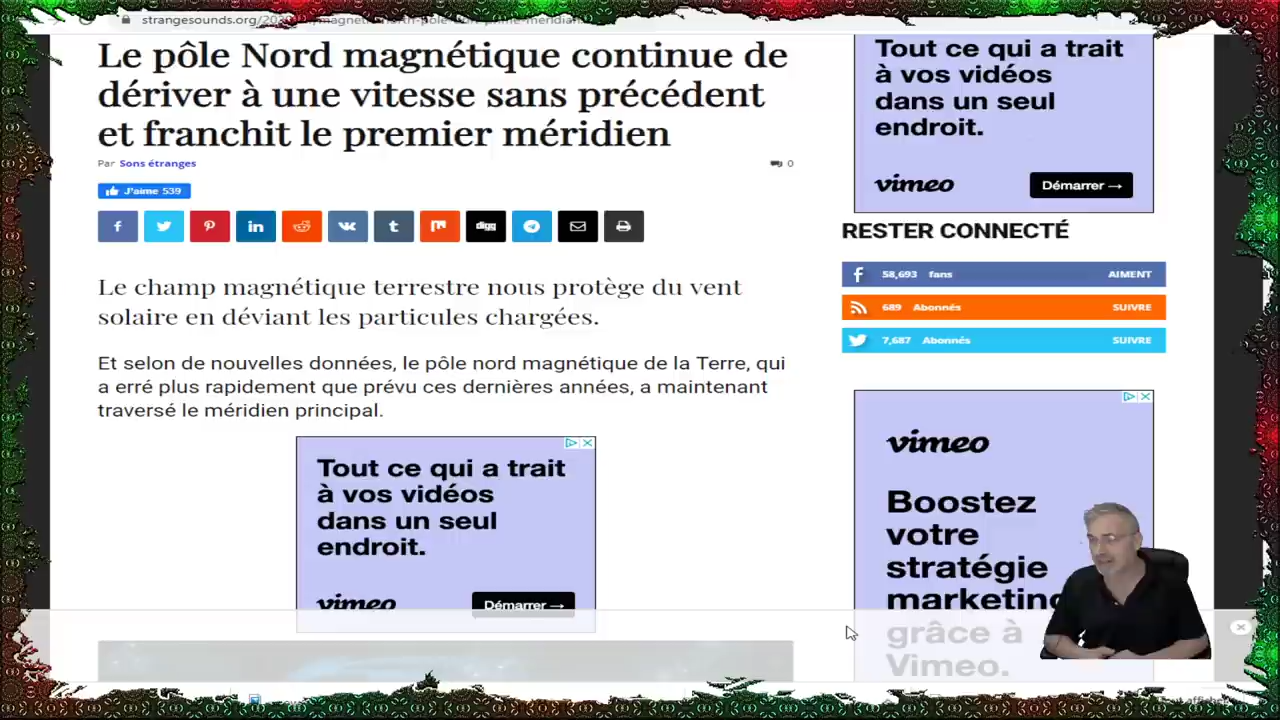 strangesounds.org/20
Le pôle Nord magnétique continue de
dériver à une vitesse sans précédent
et franchit le premier méridien
Par Sons étranges
0
J'aime 539
digg
Le champ magnétique terrestre nous protège du vent
solaire en déviant les particules chargées.
Et selon de nouvelles données, le pôle nord magnétique de la Terre, qui
a erré plus rapidement que prévu ces dernières années, a maintenant
traversé le méridien principal.
Tout ce qui a trait
à vos vidéos
dans un seul
endroit.
vimeo
Démarrer →
Tout ce qui a trait
à vos vidéos
dans un seul
endroit.
vimeo
Démarrer →
RESTER CONNECTÉ
58,693 fans AIMENT
689 Abonnés SUIVRE
7,687 Abonnés SUIVRE
vimeo
Boostez
votre
stratégie
marketing
grâce à
Vimeo.